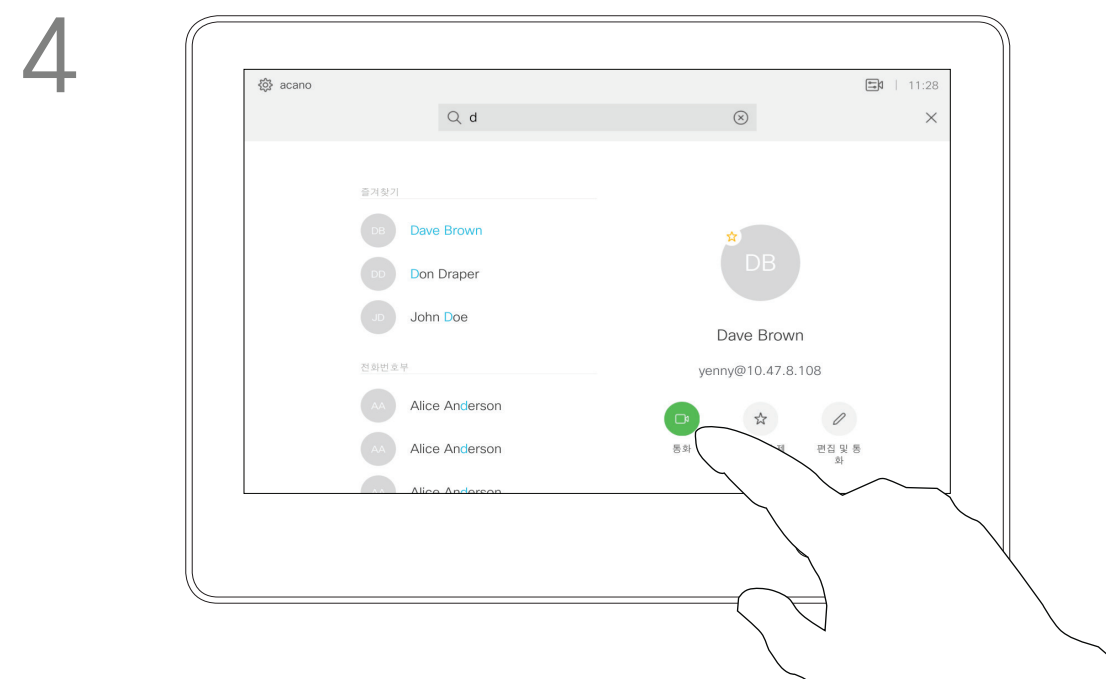 4
acano
11:28
d
즐겨찾기
DB
Dave Brown
DD
Don Draper
JD
John Doe
전화번호부
AA
Alice Anderson
AA
Alice Anderson
Alice Anderson
DB
Dave Brown
yenny@10.47.8.108
통화
편집 및 통
화